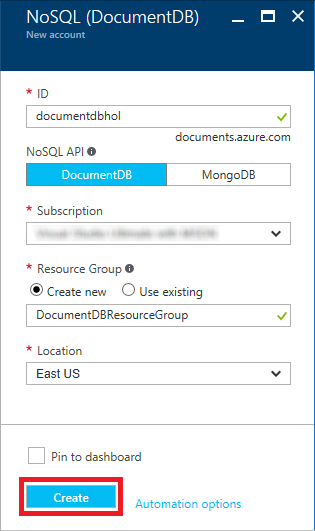 NoSQL (DocumentDB)
New account
* ID
documentdbhol
documents.azure.com
NoSQL API
DocumentDB MongoDB
* Subscription
* Resource Group
Create new Use existing
DocumentDBResourceGroup
* Location
East US
Pin to dashboard
Create Automation options